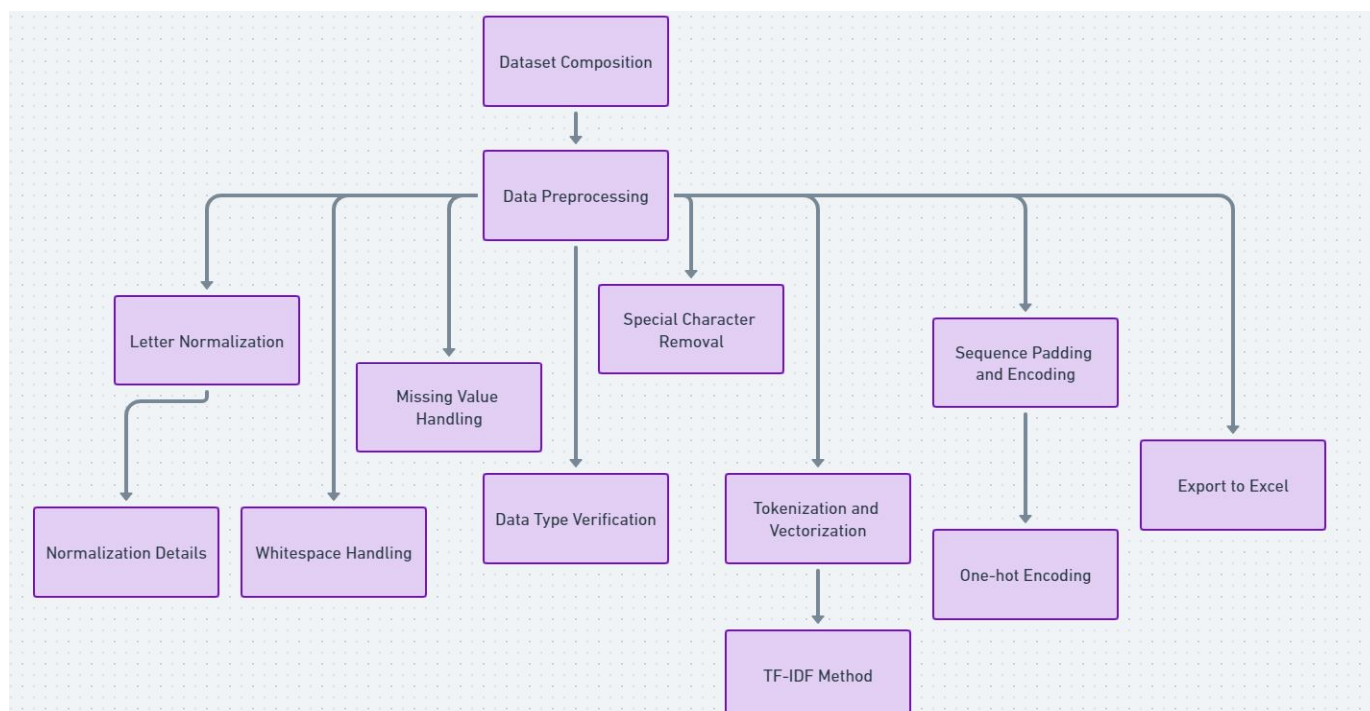 Dataset Composition
Data Preprocessing
Letter Normalization
Special Character
Removal
Sequence Padding
and Encoding
Missing Value
Handling
Export to Excel
Normalization Details
Whitespace Handling
Data Type Verification
Tokenization and
Vectorization
One-hot Encoding
TF-IDF Method